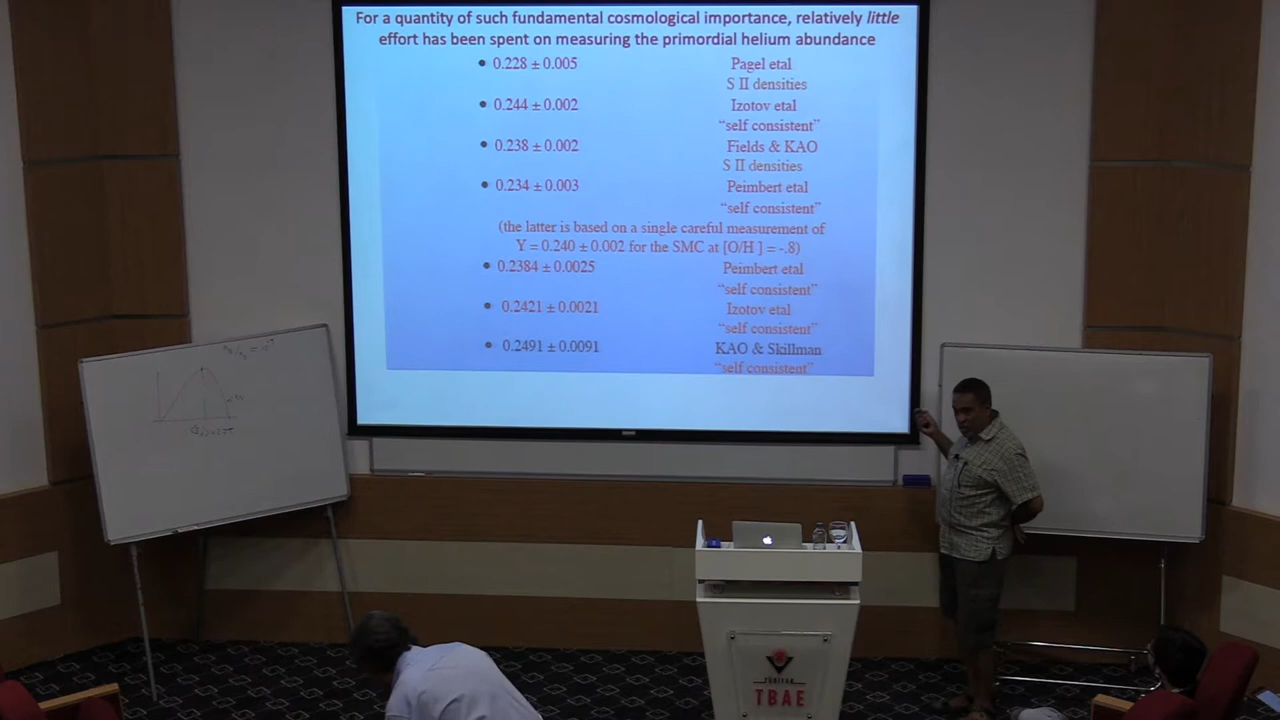 For a quantity of such fundamental cosmological importance, relatively little
effort has been spent on measuring the primordial helium abundance
• 0.228 ± 0.005 Pagel etal
S II densities
• 0.244 ± 0.002 Izotov etal
“self consistent”
• 0.238 ± 0.002 Fields & KAO
S II densities
• 0.234 ± 0.003 Peimbert etal
“self consistent”
(the latter is based on a single careful measurement of
Y = 0.240 ± 0.002 for the SMC at [O/H ] = -.8)
• 0.2384 ± 0.0025 Peimbert etal
“self consistent”
• 0.2421 ± 0.0021 Izotov etal
“self consistent”
• 0.2491 ± 0.0091 KAO & Skillman
“self consistent”
TBAE